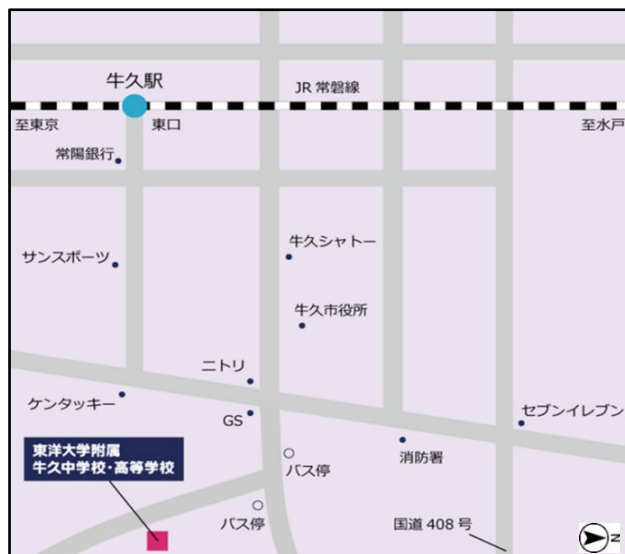 牛久駅
JR 常磐線
至東京
東口
至水戸
常陽銀行
サンスポーツ
牛久シャトー
牛久市役所
ニトリ
ケンタッキー
GS
セブンイレブン
東洋大学附属
牛久中学校・高等学校
バス停
消防署
バス停
国道 408 号
N